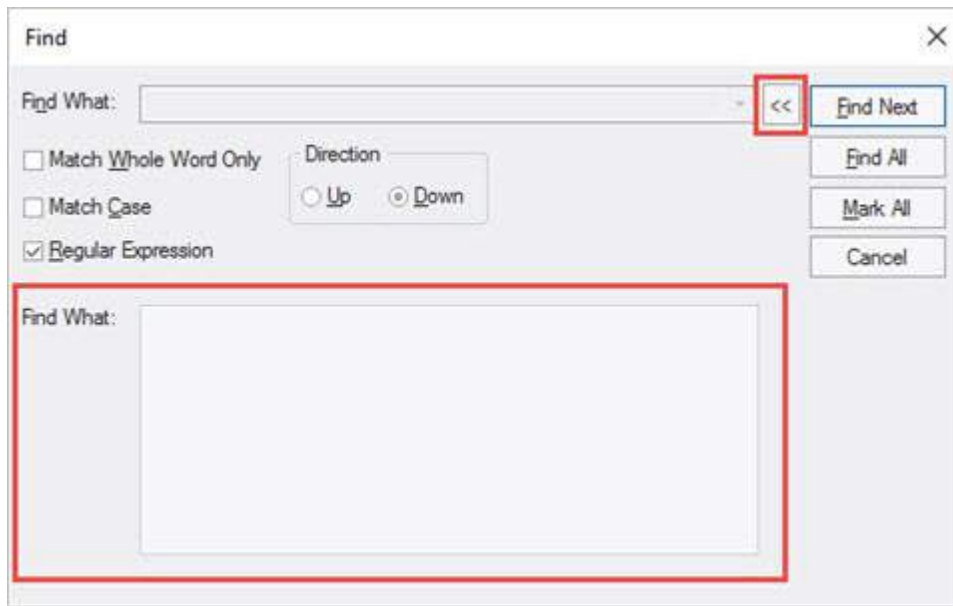 Find
Find What: << Find Next
Match Whole Word Only Direction Find All
Up Down
Match Case Mark All
Regular Expression Cancel
Find What: